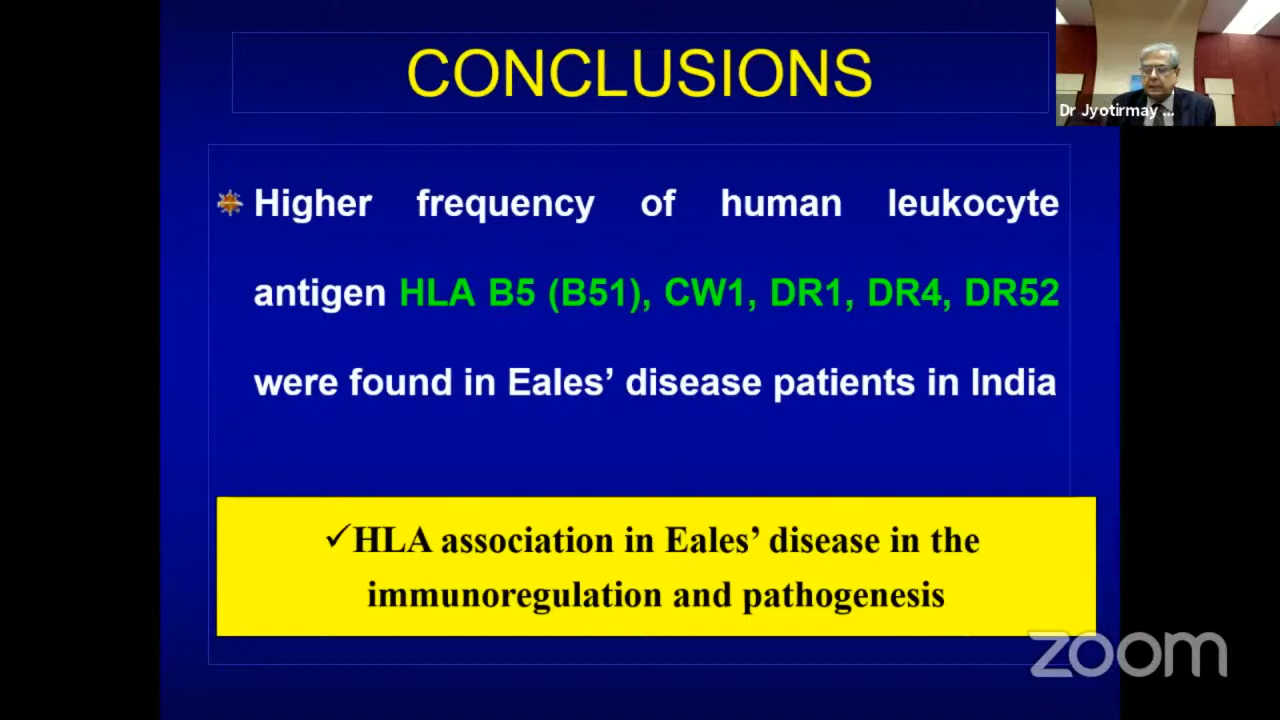 CONCLUSIONS
Dr Jyotirmay ...
Higher frequency of human leukocyte
antigen HLA B5 (B51), CW1, DR1, DR4, DR52
were found in Eales’ disease patients in India
✓HLA association in Eales’ disease in the
immunoregulation and pathogenesis
zoom